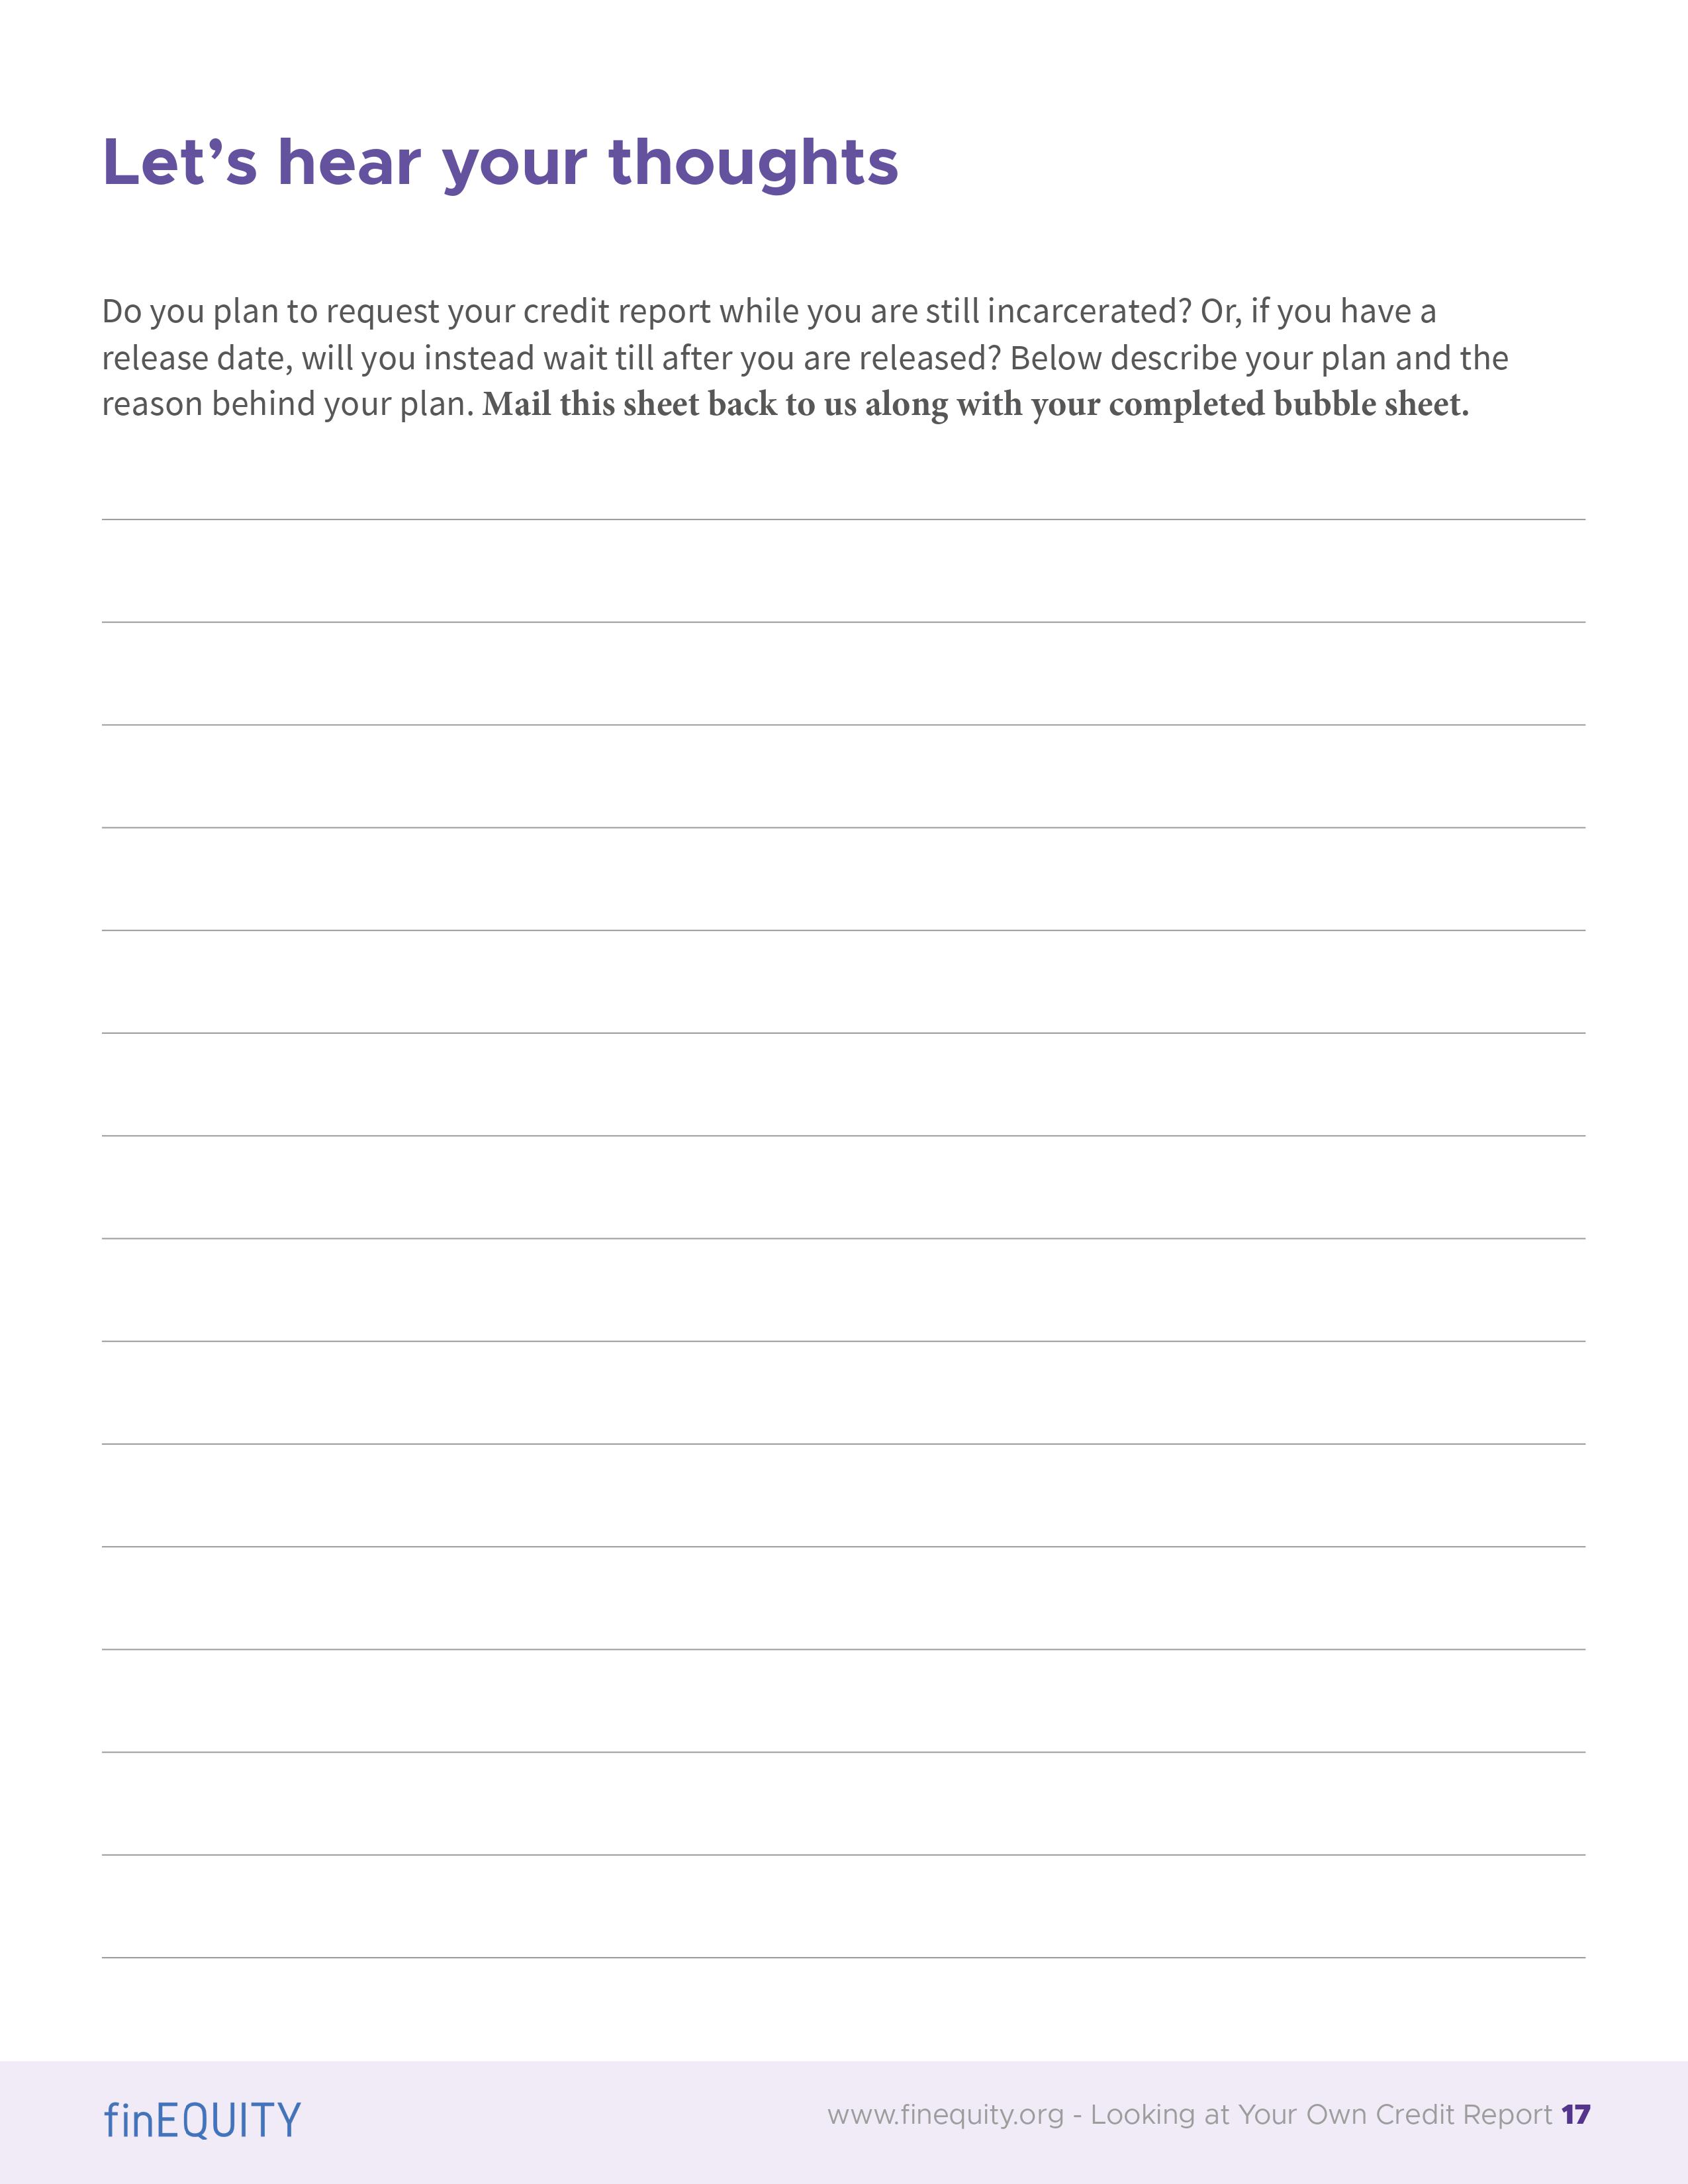 Let’s hear your thoughts
Do you plan to request your credit report while you are still incarcerated? Or, if you have a
release date, will you instead wait till after you are released? Below describe your plan and the
reason behind your plan. Mail this sheet back to us along with your completed bubble sheet.
finEQUITY
www.finequity.org - Looking at Your Own Credit Report 17